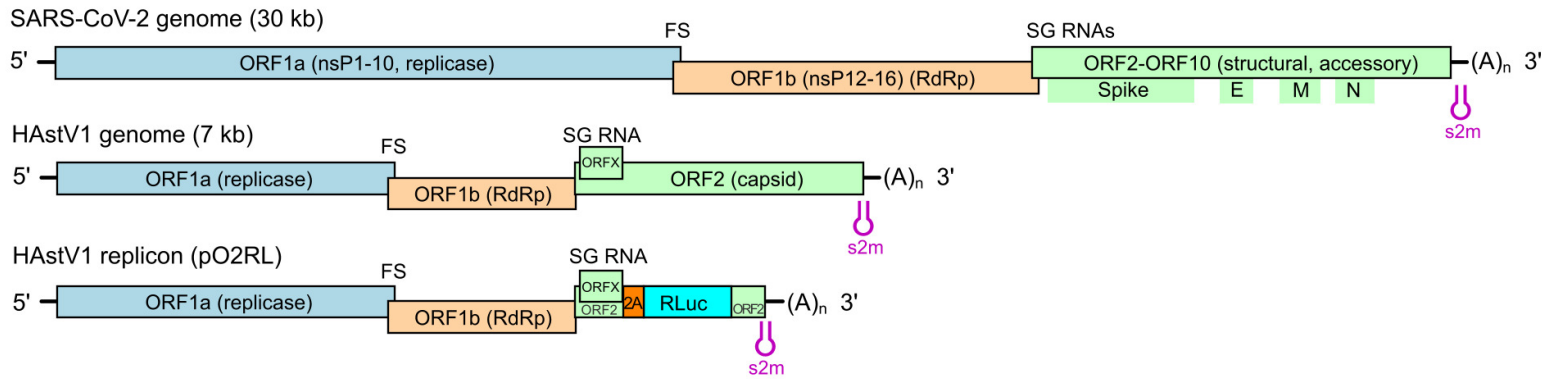 SARS-CoV-2 genome (30 kb)
FS
SG RNAs
5' ORF1a (nsP1-10, replicase) ORF1b (nsP12-16) (RdRp) ORF2-ORF10 (structural, accessory) (A)n 3'
Spike E M N
s2m
HAstV1 genome (7 kb)
FS
SG RNA
ORFX
5' ORF1a (replicase) ORF1b (RdRp) ORF2 (capsid) (A)n 3'
s2m
HAstV1 replicon (pO2RL)
FS
SG RNA
ORFX
5' ORF1a (replicase) ORF1b (RdRp) ORF2 2A RLuc ORF2 (A)n 3'
s2m